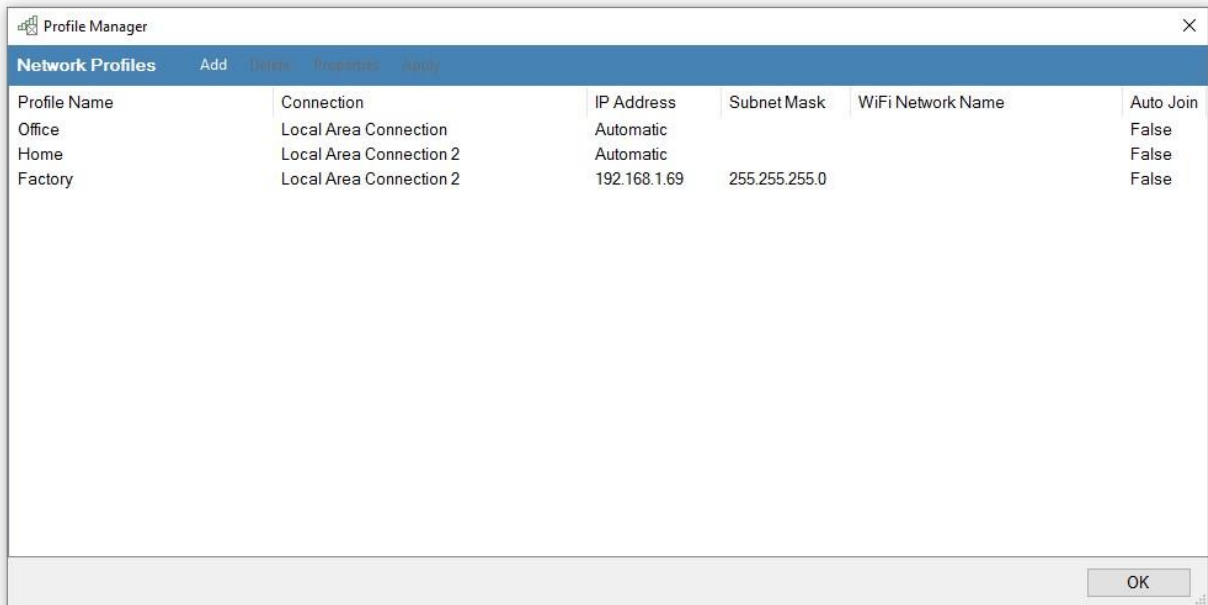 Profile Manager
Network Profiles Add Delete Properties Apply
Profile Name Connection IP Address Subnet Mask WiFi Network Name Auto Join
Office Local Area Connection Automatic False
Home Local Area Connection 2 Automatic False
Factory Local Area Connection 2 192.168.1.69 255.255.255.0 False
OK